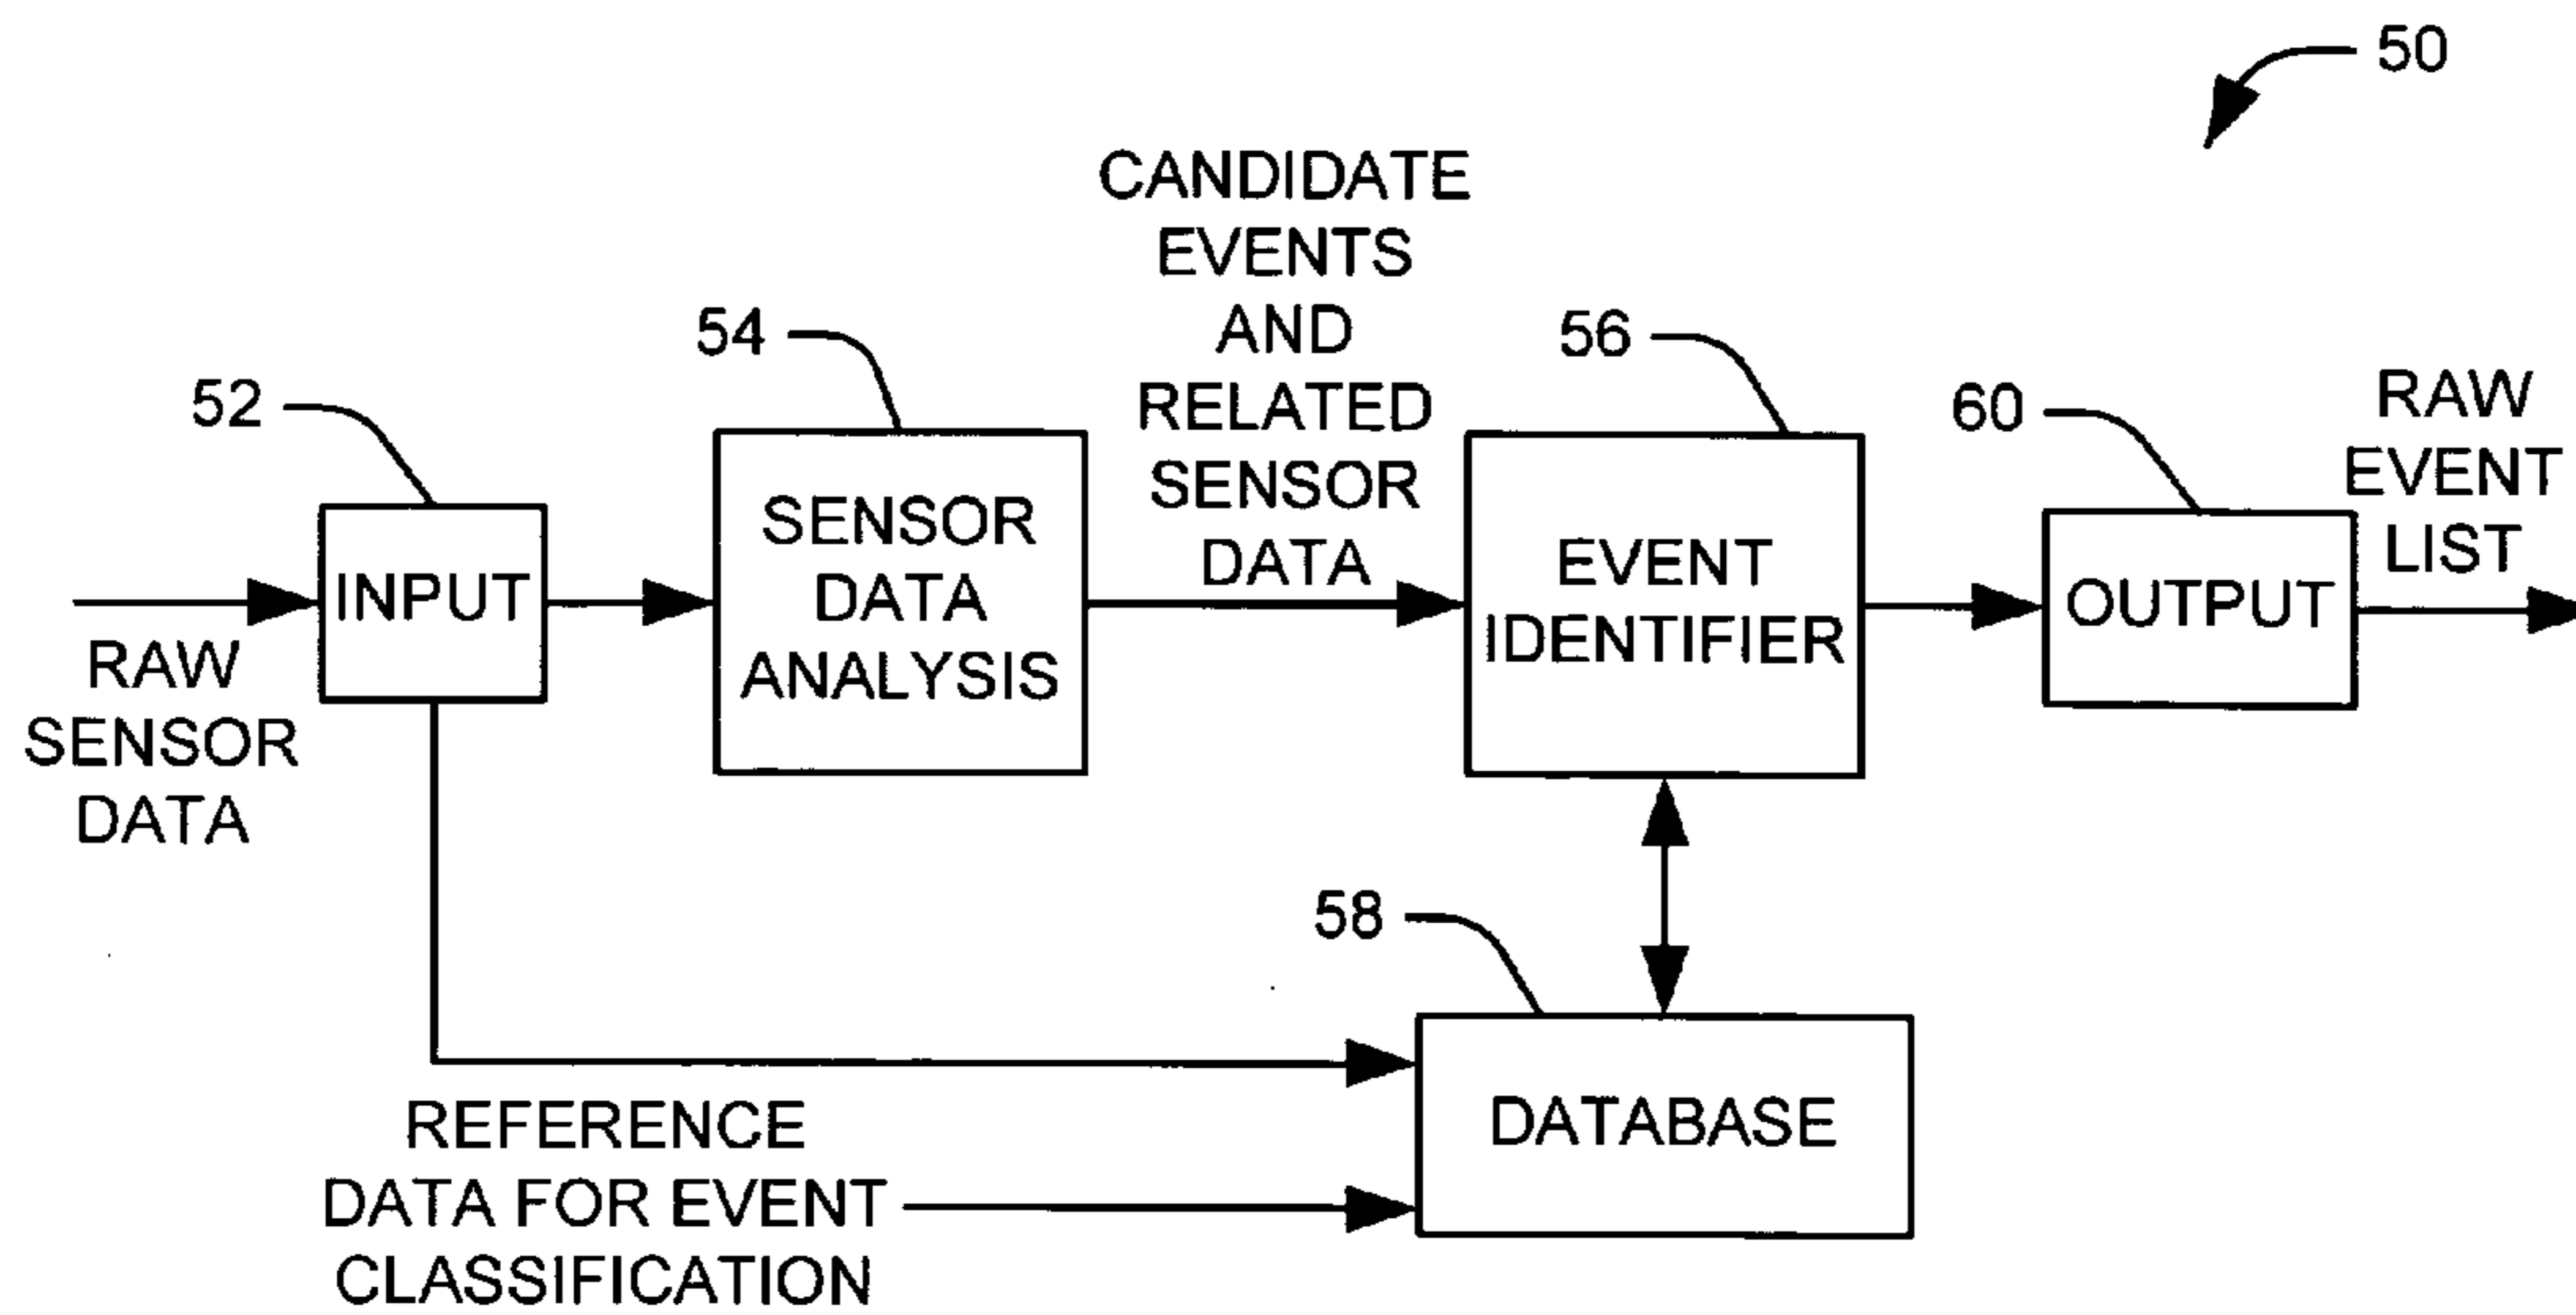 50
CANDIDATE
EVENTS
AND
RELATED
SENSOR
DATA
54
56
52
60
RAW
EVENT
LIST
INPUT
SENSOR
DATA
ANALYSIS
EVENT
IDENTIFIER
OUTPUT
RAW
SENSOR
DATA
58
DATABASE
REFERENCE
DATA FOR EVENT
CLASSIFICATION